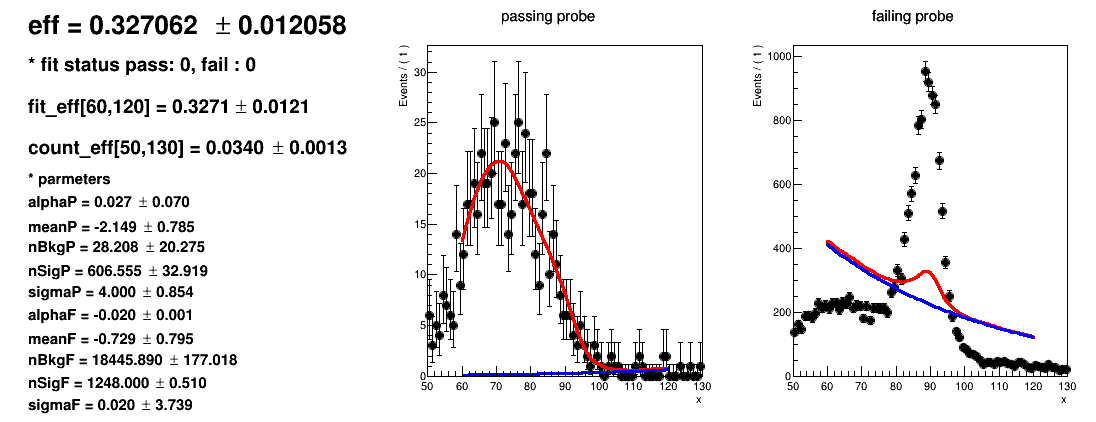 eff = 0.327062 ± 0.012058
* fit status pass: 0, fail : 0
fit_eff[60,120] = 0.3271 ± 0.0121
count_eff[50,130] = 0.0340 ± 0.0013
* parmeters
alphaP = 0.027 ± 0.070
meanP = -2.149 ± 0.785
nBkgP = 28.208 ± 20.275
nSigP = 606.555 ± 32.919
sigmaP = 4.000 ± 0.854
alphaF = -0.020 ± 0.001
meanF = -0.729 ± 0.795
nBkgF = 18445.890 ± 177.018
nSigF = 1248.000 ± 0.510
sigmaF = 0.020 ± 3.739
passing probe
Events / ( 1 )
30
25
20
15
10
5
0
50 60 70 80 90 100 110 120 130
x
failing probe
Events / ( 1 )
1000
800
600
400
200
0
50 60 70 80 90 100 110 120 130
x